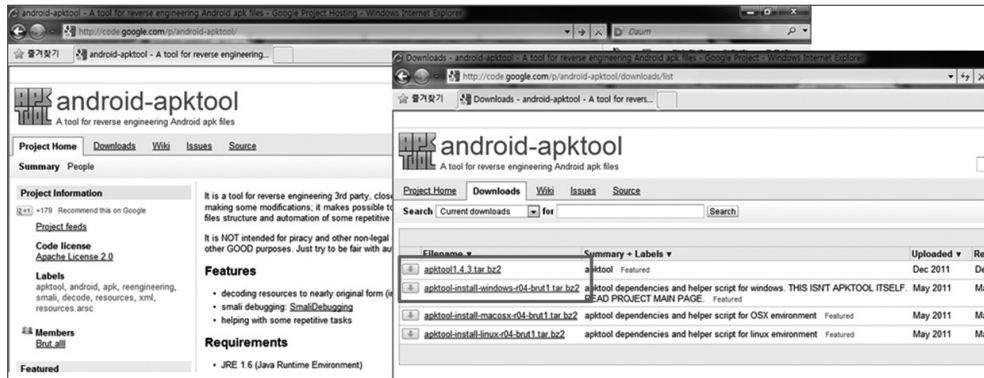 android-apktool - A tool for reverse engineering Android apk files - Google Project Hosting - Windows Internet Explorer
http://code.google.com/p/android-apktool/
Daum
즐겨찾기
android-apktool - A tool for reverse engineering...
APK TOOL
android-apktool
A tool for reverse engineering Android apk files
Project Home Downloads Wiki Issues Source
Summary People
Project Information
+1 +179 Recommend this on Google
Project feeds
Code license
Apache License 2.0
Labels
apktool, android, apk, reengineering,
smali, decode, resources, xml,
resources.arsc
Members
Brut.alll
Featured
It is a tool for reverse engineering 3rd party, close
making some modifications; it makes possible to
files structure and automation of some repetitive
It is NOT intended for piracy and other non-legal
other GOOD purposes. Just try to be fair with au
Features
• decoding resources to nearly original form (i
• smali debugging: SmaliDebugging
• helping with some repetitive tasks
Requirements
• JRE 1.6 (Java Runtime Environment)
Downloads - android-apktool - A tool for reverse engineering Android apk files - Google Project - Windows Internet Explorer
http://code.google.com/p/android-apktool/downloads/list
즐겨찾기
Downloads - android-apktool - A tool for revers...
APK TOOL
android-apktool
A tool for reverse engineering Android apk files
Project Home Downloads Wiki Issues Source
Search Current downloads for Search
Filename ▼ Summary + Labels ▼ Uploaded ▼ Re
apktool1.4.3.tar.bz2 apktool Featured Dec 2011 De
apktool-install-windows-r04-brut1.tar.bz2 apktool dependencies and helper script for windows. THIS ISN'T APKTOOL ITSELF. May 2011 Ma
READ PROJECT MAIN PAGE. Featured
apktool-install-macosx-r04-brut1.tar.bz2 apktool dependencies and helper script for OSX environment Featured May 2011 Ma
apktool-install-linux-r04-brut1.tar.bz2 apktool dependencies and helper script for linux environment Featured May 2011 Ma